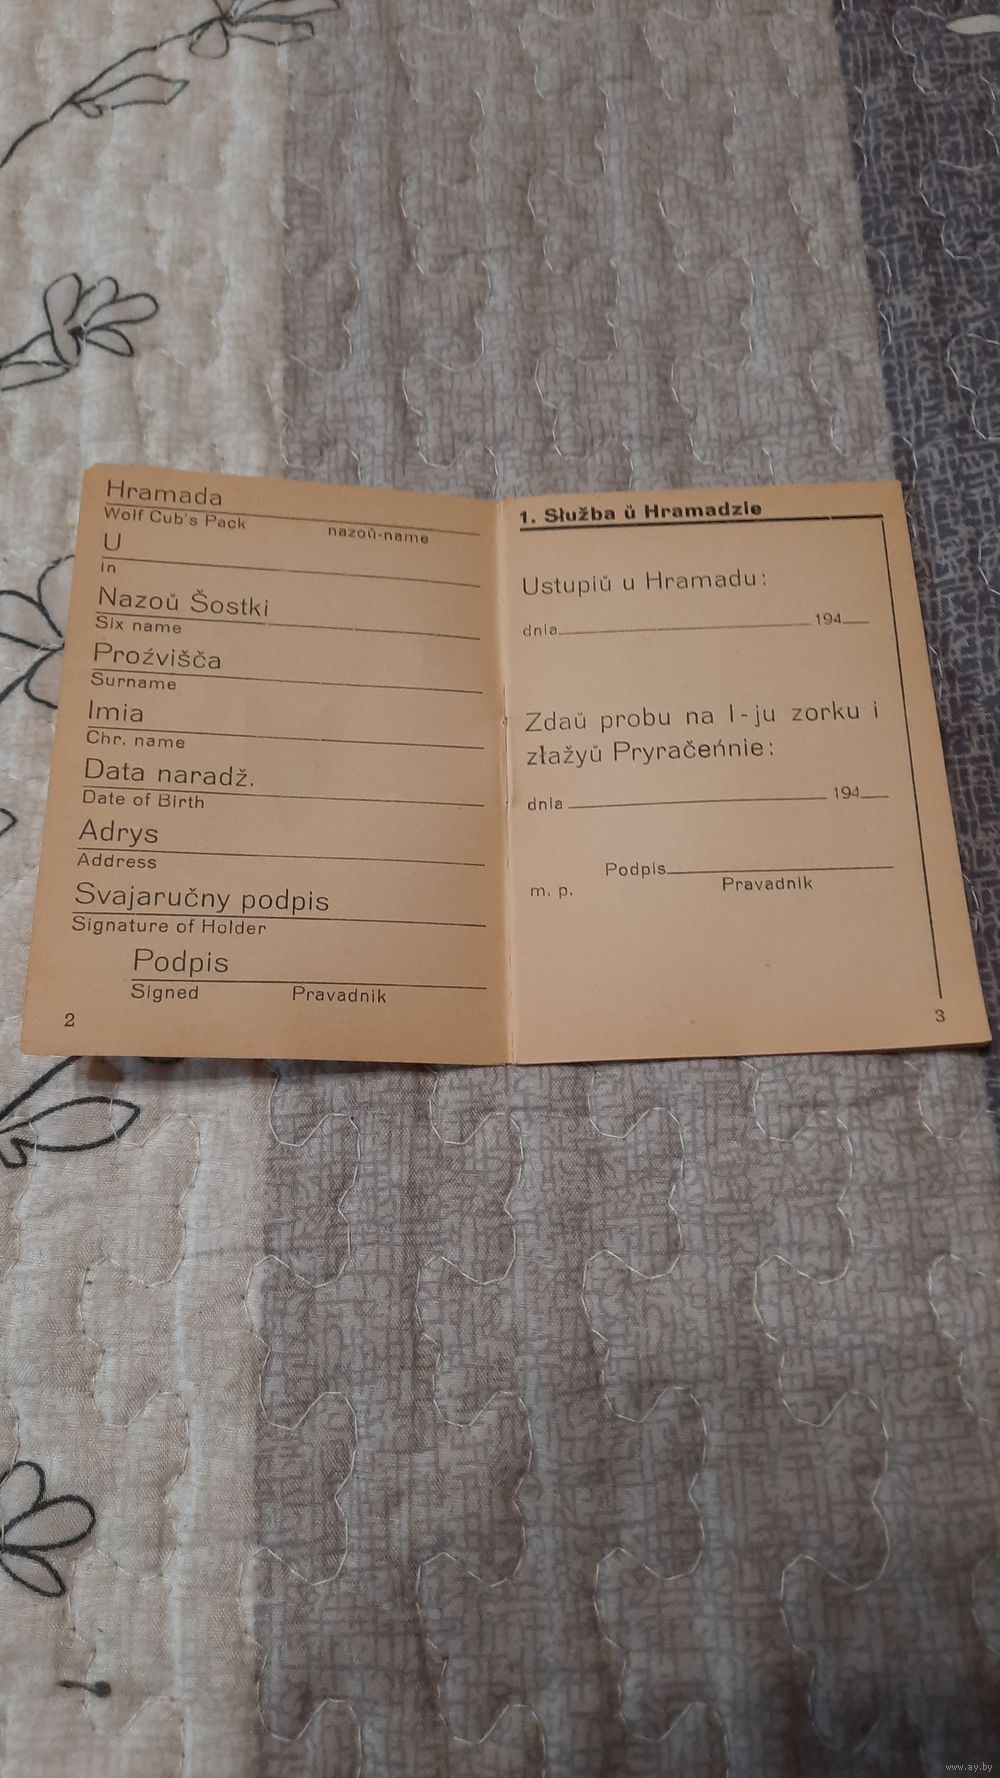 Hramada
Wolf Cub's Pack nazoŭ-name
U
in
Nazoŭ Šostki
Six name
Proźvišča
Surname
Imia
Chr. name
Data naradž.
Date of Birth
Adrys
Address
Svajaručny podpis
Signature of Holder
Podpis
Signed Pravadnik
2
1. Słužba ŭ Hramadzie
Ustupiŭ u Hramadu:
dnia 194
Zdaŭ probu na I-ju zorku i
złažyŭ Pryračeńnie:
dnia 194
Podpis
m. p. Pravadnik
3
www.ay.by